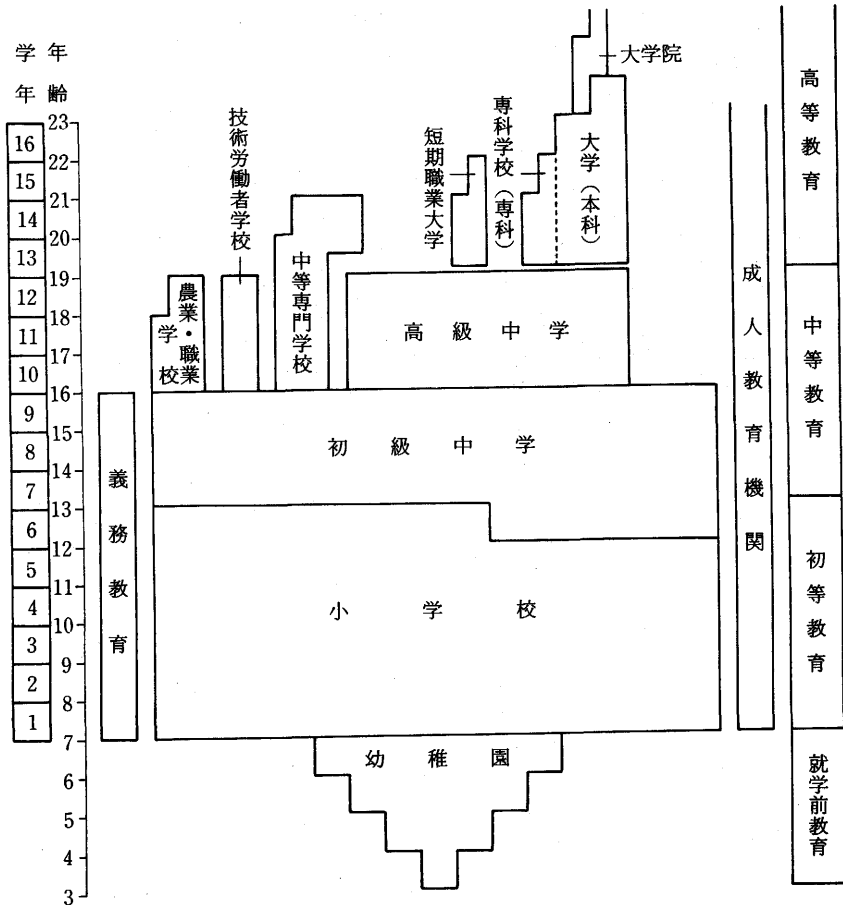 学年
年齢
23
16
22
15
21
14
20
13
19
12
18
11
17
10
16
9
15
8
14
7
13
6
12
5
11
4
10
3
9
2
8
1
7
6
5
4
3
義務教育
大学院
技術労働者学校
短期職業大学
専科学校(専科)
大学(本科)
農業・職業
学校
中等専門学校
高級中学
初級中学
小学校
幼稚園
成人教育機関
高等教育
中等教育
初等教育
就学前教育